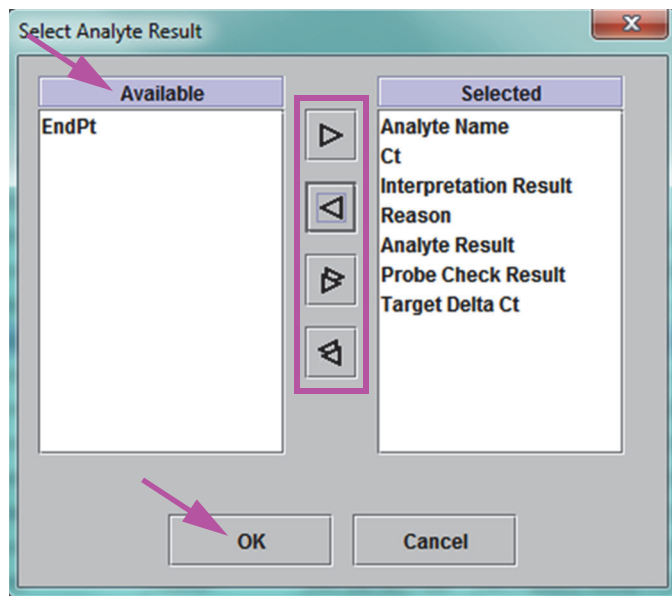 Select Analyte Result
Available
EndPt
Selected
Analyte Name
Ct
Interpretation Result
Reason
Analyte Result
Probe Check Result
Target Delta Ct
OK
Cancel